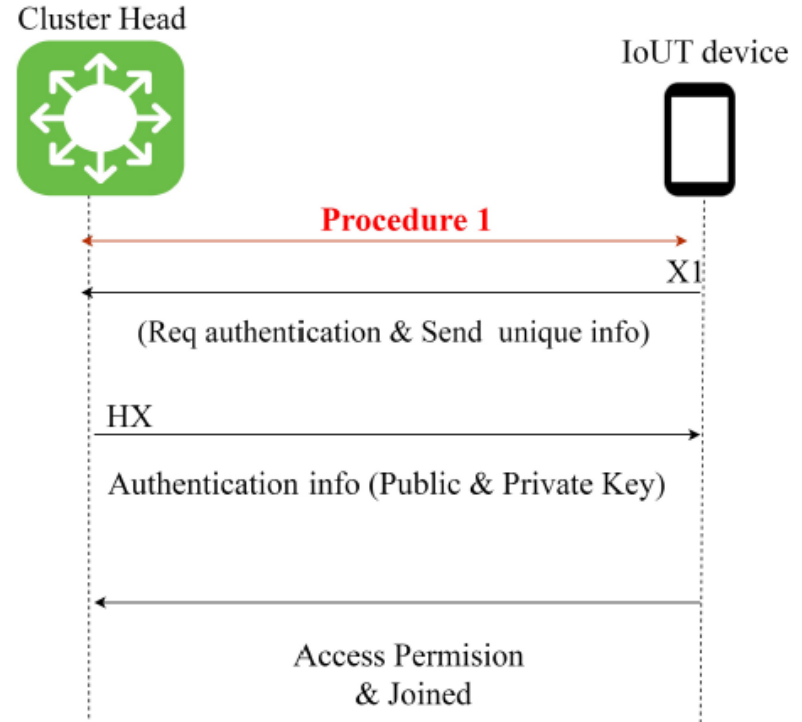 Cluster Head
IoUT device
Procedure 1
X1
(Req authentication & Send unique info)
HX
Authentication info (Public & Private Key)
Access Permision
& Joined